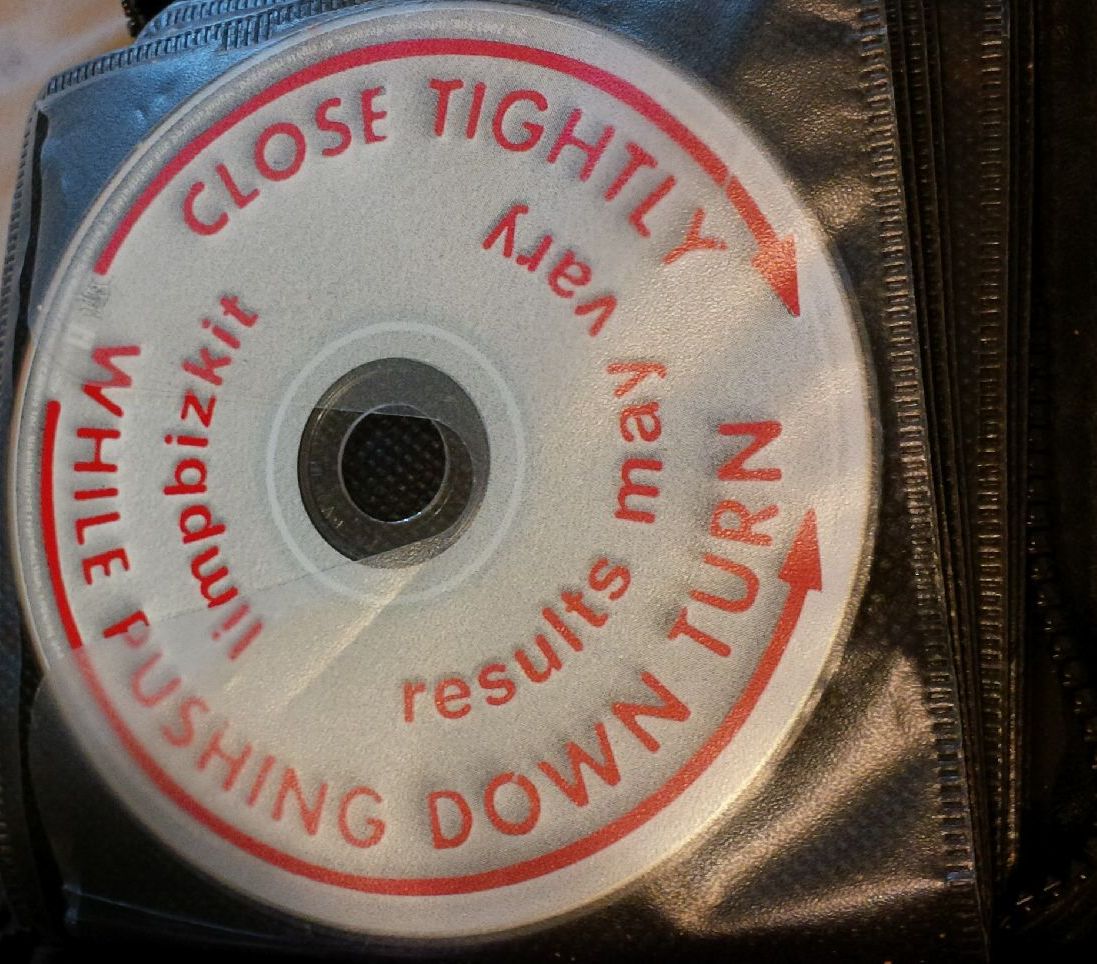 CLOSE TIGHTLY
WHILE PUSHING DOWN TURN
limpbizkit
results may vary